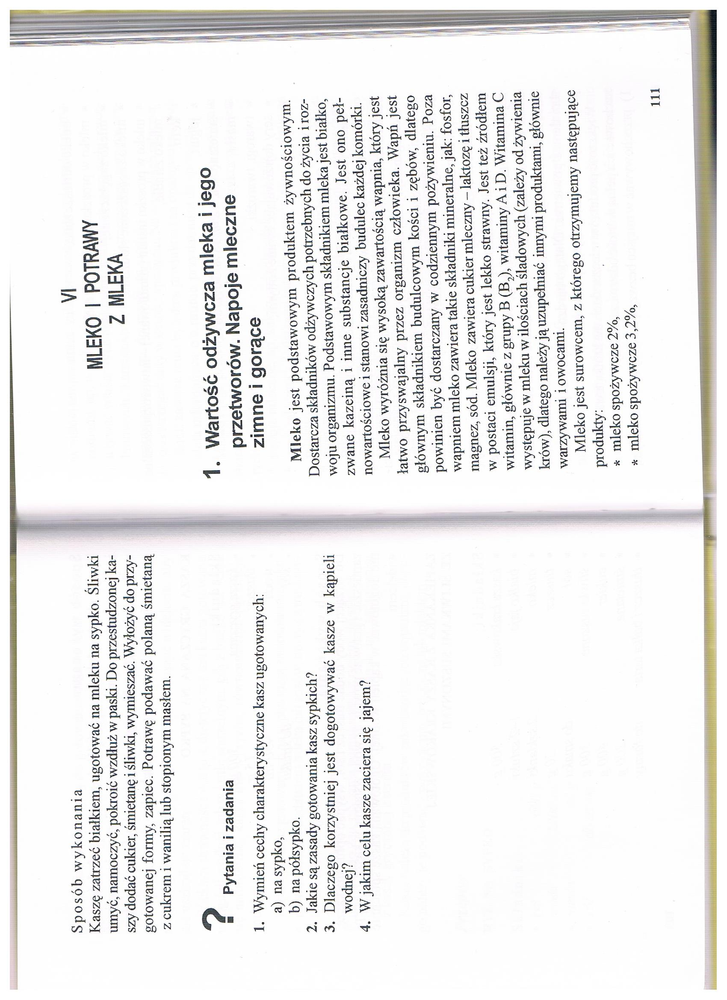 Sposób wykonania
Kaszę zatrzeć białkiem, ugotować na mleku na sypko. Śliwki
umyć, namoczyć, pokroić wzdłuż w paski. Do przestudzonej ka-
szy dodać cukier, śmietanę i śliwki, wymieszać. Wyłożyć do przy-
gotowanej formy, zapiec. Potrawę podawać polaną śmietaną
z cukrem i wanilią lub stopionym masłem.
? Pytania i zadania
1. Wymień cechy charakterystyczne kasz ugotowanych:
a) na sypko,
b) na półsypko.
2. Jakie są zasady gotowania kasz sypkich?
3. Dlaczego korzystniej jest dogotowywać kasze w kąpieli
wodnej?
4. W jakim celu kasze zaciera się jajem?
VI
MLEKO I POTRAWY
Z MLEKA
1. Wartość odżywcza mleka i jego
przetworów. Napoje mleczne
zimne i gorące
Mleko jest podstawowym produktem żywnościowym.
Dostarcza składników odżywczych potrzebnych do życia i roz-
woju organizmu. Podstawowym składnikiem mleka jest białko,
zwane kazeiną i inne substancje białkowe. Jest ono peł-
nowartościowe i stanowi zasadniczy budulec każdej komórki.
Mleko wyróżnia się wysoką zawartością wapnia, który jest
łatwo przyswajalny przez organizm człowieka. Wapń jest
głównym składnikiem budulcowym kości i zębów, dlatego
powinien być dostarczany w codziennym pożywieniu. Poza
wapniem mleko zawiera takie składniki mineralne, jak: fosfor,
magnez, sód. Mleko zawiera cukier mleczny – laktozę i tłuszcz
w postaci emulsji, który jest lekko strawny. Jest też źródłem
witamin, głównie z grupy B (B₂), witaminy A i D. Witamina C
występuje w mleku w ilościach śladowych (zależy od żywienia
krów), dlatego należy ją uzupełniać innymi produktami, głównie
warzywami i owocami.
Mleko jest surowcem, z którego otrzymujemy następujące
produkty:
* mleko spożywcze 2%,
* mleko spożywcze 3,2%,
111